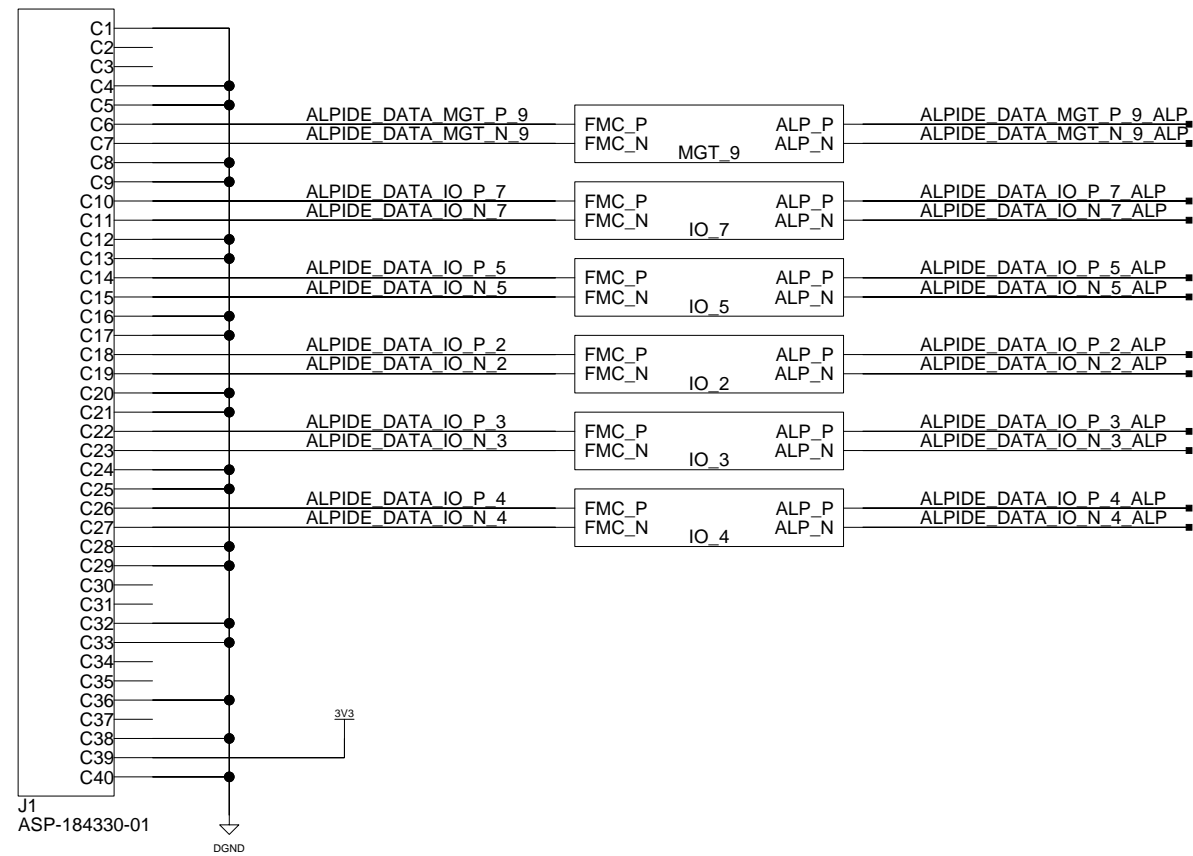 C1
C2
C3
C4
C5
ALPIDE_DATA_MGT_P_9 ALPIDE_DATA_MGT_P_9_ALP
C6 FMC_P ALP_P
ALPIDE_DATA_MGT_N_9 ALPIDE_DATA_MGT_N_9_ALP
C7 FMC_N ALP_N
MGT_9
C8
C9
ALPIDE_DATA_IO_P_7 ALPIDE_DATA_IO_P_7_ALP
C10 FMC_P ALP_P
ALPIDE_DATA_IO_N_7 ALPIDE_DATA_IO_N_7_ALP
C11 FMC_N ALP_N
IO_7
C12
C13
ALPIDE_DATA_IO_P_5 ALPIDE_DATA_IO_P_5_ALP
C14 FMC_P ALP_P
ALPIDE_DATA_IO_N_5 ALPIDE_DATA_IO_N_5_ALP
C15 FMC_N ALP_N
IO_5
C16
C17
ALPIDE_DATA_IO_P_2 ALPIDE_DATA_IO_P_2_ALP
C18 FMC_P ALP_P
ALPIDE_DATA_IO_N_2 ALPIDE_DATA_IO_N_2_ALP
C19 FMC_N ALP_N
IO_2
C20
C21
ALPIDE_DATA_IO_P_3 ALPIDE_DATA_IO_P_3_ALP
C22 FMC_P ALP_P
ALPIDE_DATA_IO_N_3 ALPIDE_DATA_IO_N_3_ALP
C23 FMC_N ALP_N
IO_3
C24
C25
ALPIDE_DATA_IO_P_4 ALPIDE_DATA_IO_P_4_ALP
C26 FMC_P ALP_P
ALPIDE_DATA_IO_N_4 ALPIDE_DATA_IO_N_4_ALP
C27 FMC_N ALP_N
IO_4
C28
C29
C30
C31
C32
C33
C34
C35
C36
C37
3V3
C38
C39
C40
J1
ASP-184330-01
DGND